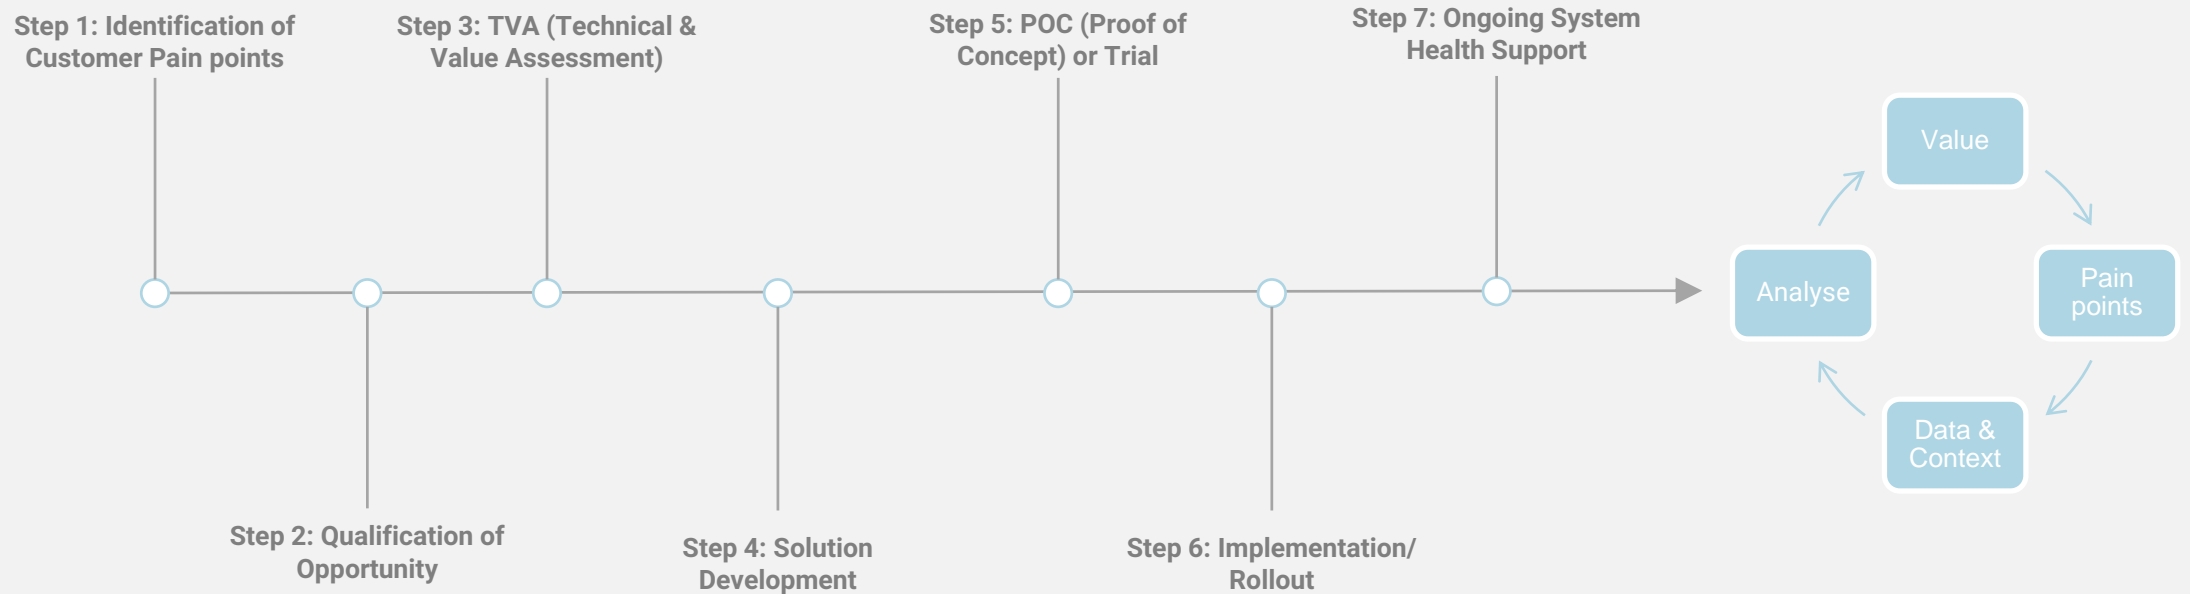 Step 1: Identification of
Customer Pain points
Step 2: Qualification of
Opportunity
Step 3: TVA (Technical &
Value Assessment)
Step 4: Solution
Development
Step 5: POC (Proof of
Concept) or Trial
Step 6: Implementation/
Rollout
Step 7: Ongoing System
Health Support
Value
Pain
points
Data &
Context
Analyse